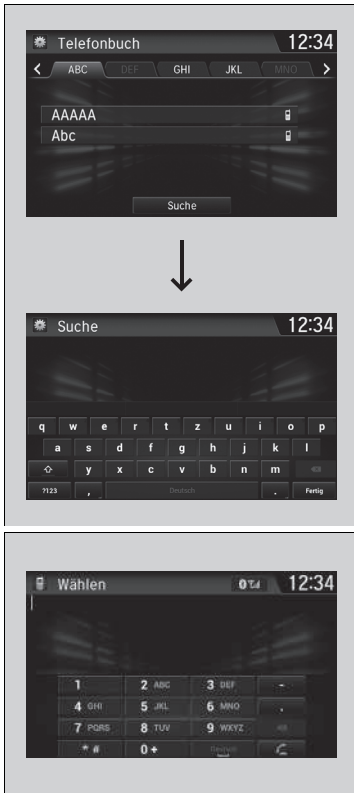 Telefonbuch 12:34
ABC DEF GHI JKL MNO
AAAAA
Abc
Suche
Suche 12:34
q w e r t z u i o p
a s d f g h j k l
y x c v b n m
?123 , Deutsch . Fertig
Wählen 12:34
1 2 ABC 3 DEF -
4 GHI 5 JKL 6 MNO .
7 PQRS 8 TUV 9 WXYZ
* # 0 + Deutsch